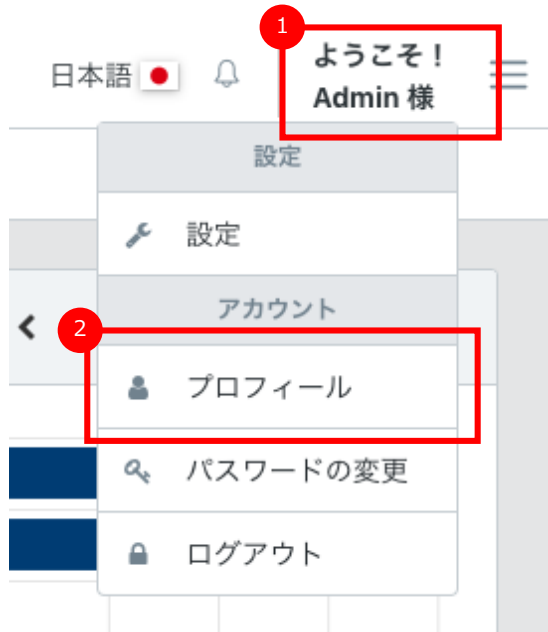 1
日本語
ようこそ！
Admin 様
設定
設定
アカウント
2
プロフィール
パスワードの変更
ログアウト